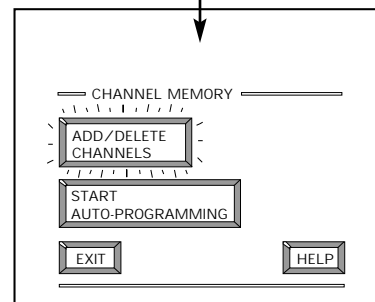 CHANNEL MEMORY
ADD/DELETE
CHANNELS
START
AUTO-PROGRAMMING
EXIT
HELP